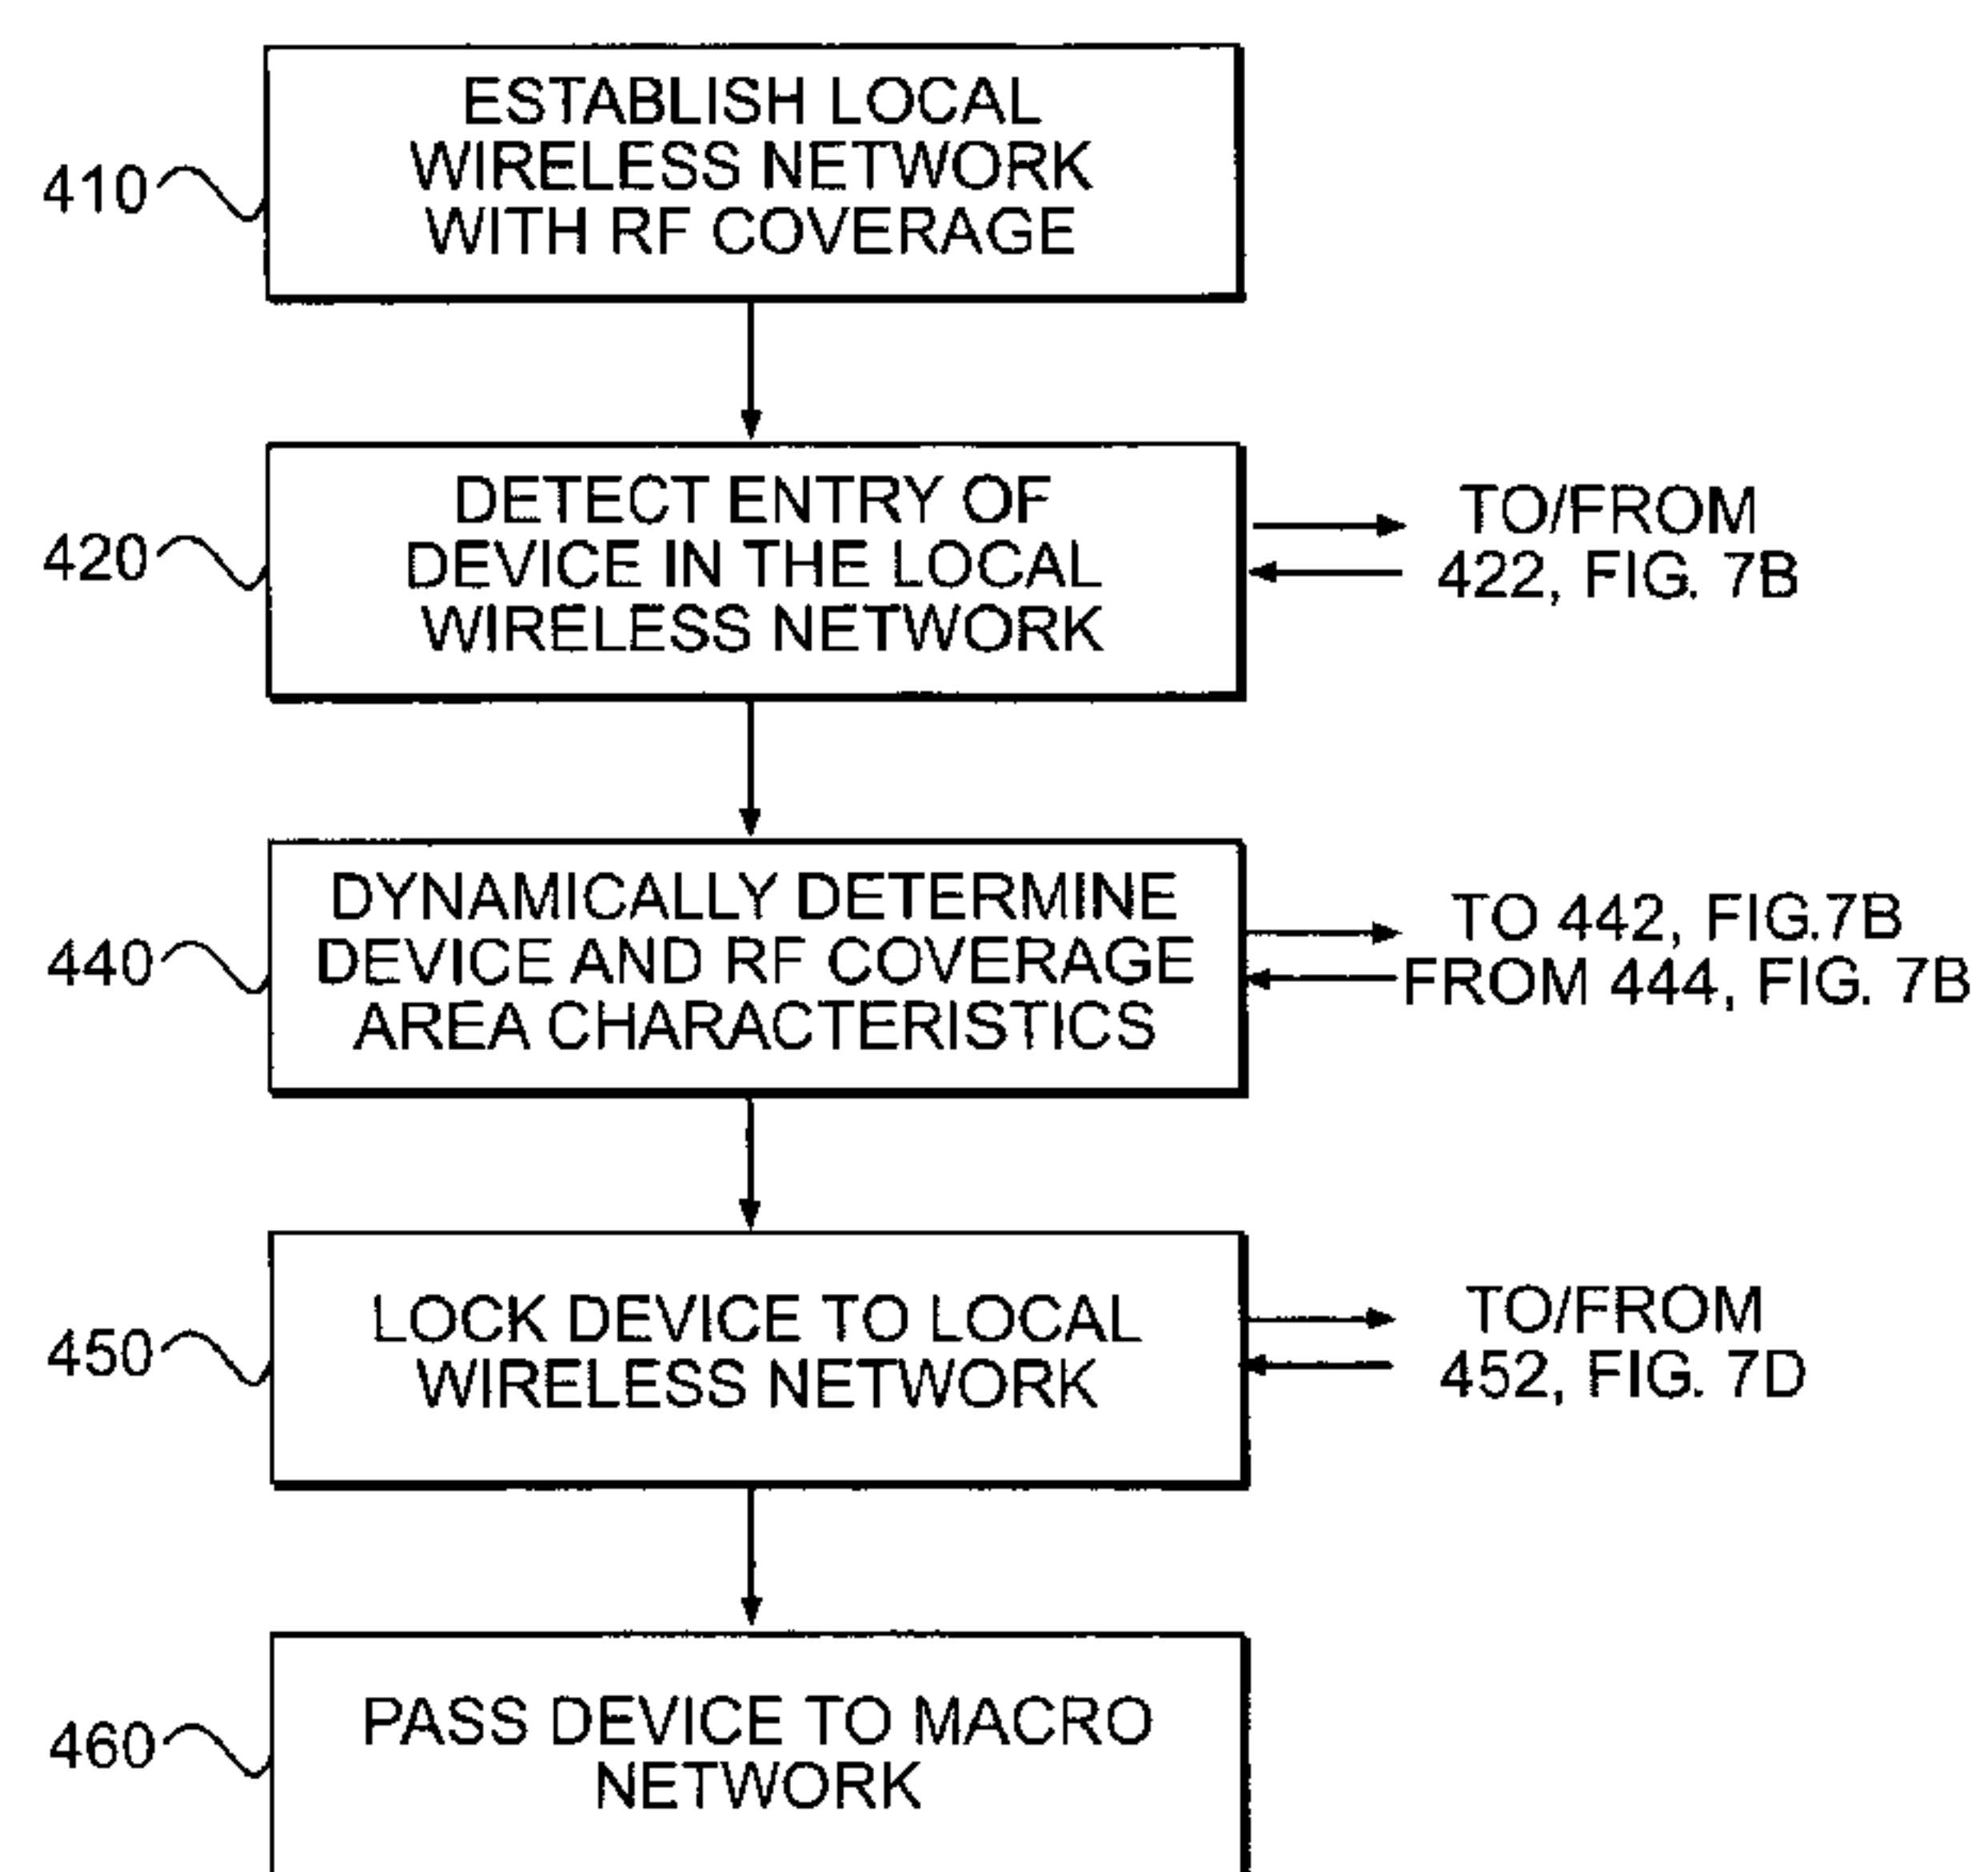 ESTABLISH LOCAL
WIRELESS NETWORK
WITH RF COVERAGE
410
DETECT ENTRY OF
DEVICE IN THE LOCAL
WIRELESS NETWORK
420
TO/FROM
422, FIG. 7B
DYNAMICALLY DETERMINE
DEVICE AND RF COVERAGE
AREA CHARACTERISTICS
440
TO 442, FIG.7B
FROM 444, FIG. 7B
LOCK DEVICE TO LOCAL
WIRELESS NETWORK
450
TO/FROM
452, FIG. 7D
PASS DEVICE TO MACRO
NETWORK
460